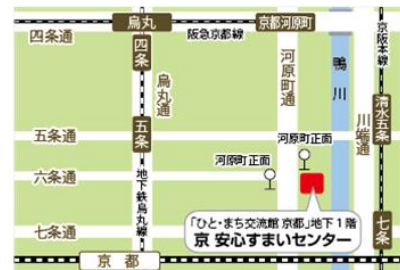 烏丸
京都河原町
四条通
阪急京都線
四条
烏丸通
河原町通
鴨川
京阪本線
清水五条
川端通
五条通
五条
河原町正面
河原町正面
六条通
地下鉄烏丸線
七条通
「ひと・まち交流館 京都」地下1階
京 安心すまいセンター
七条
京都